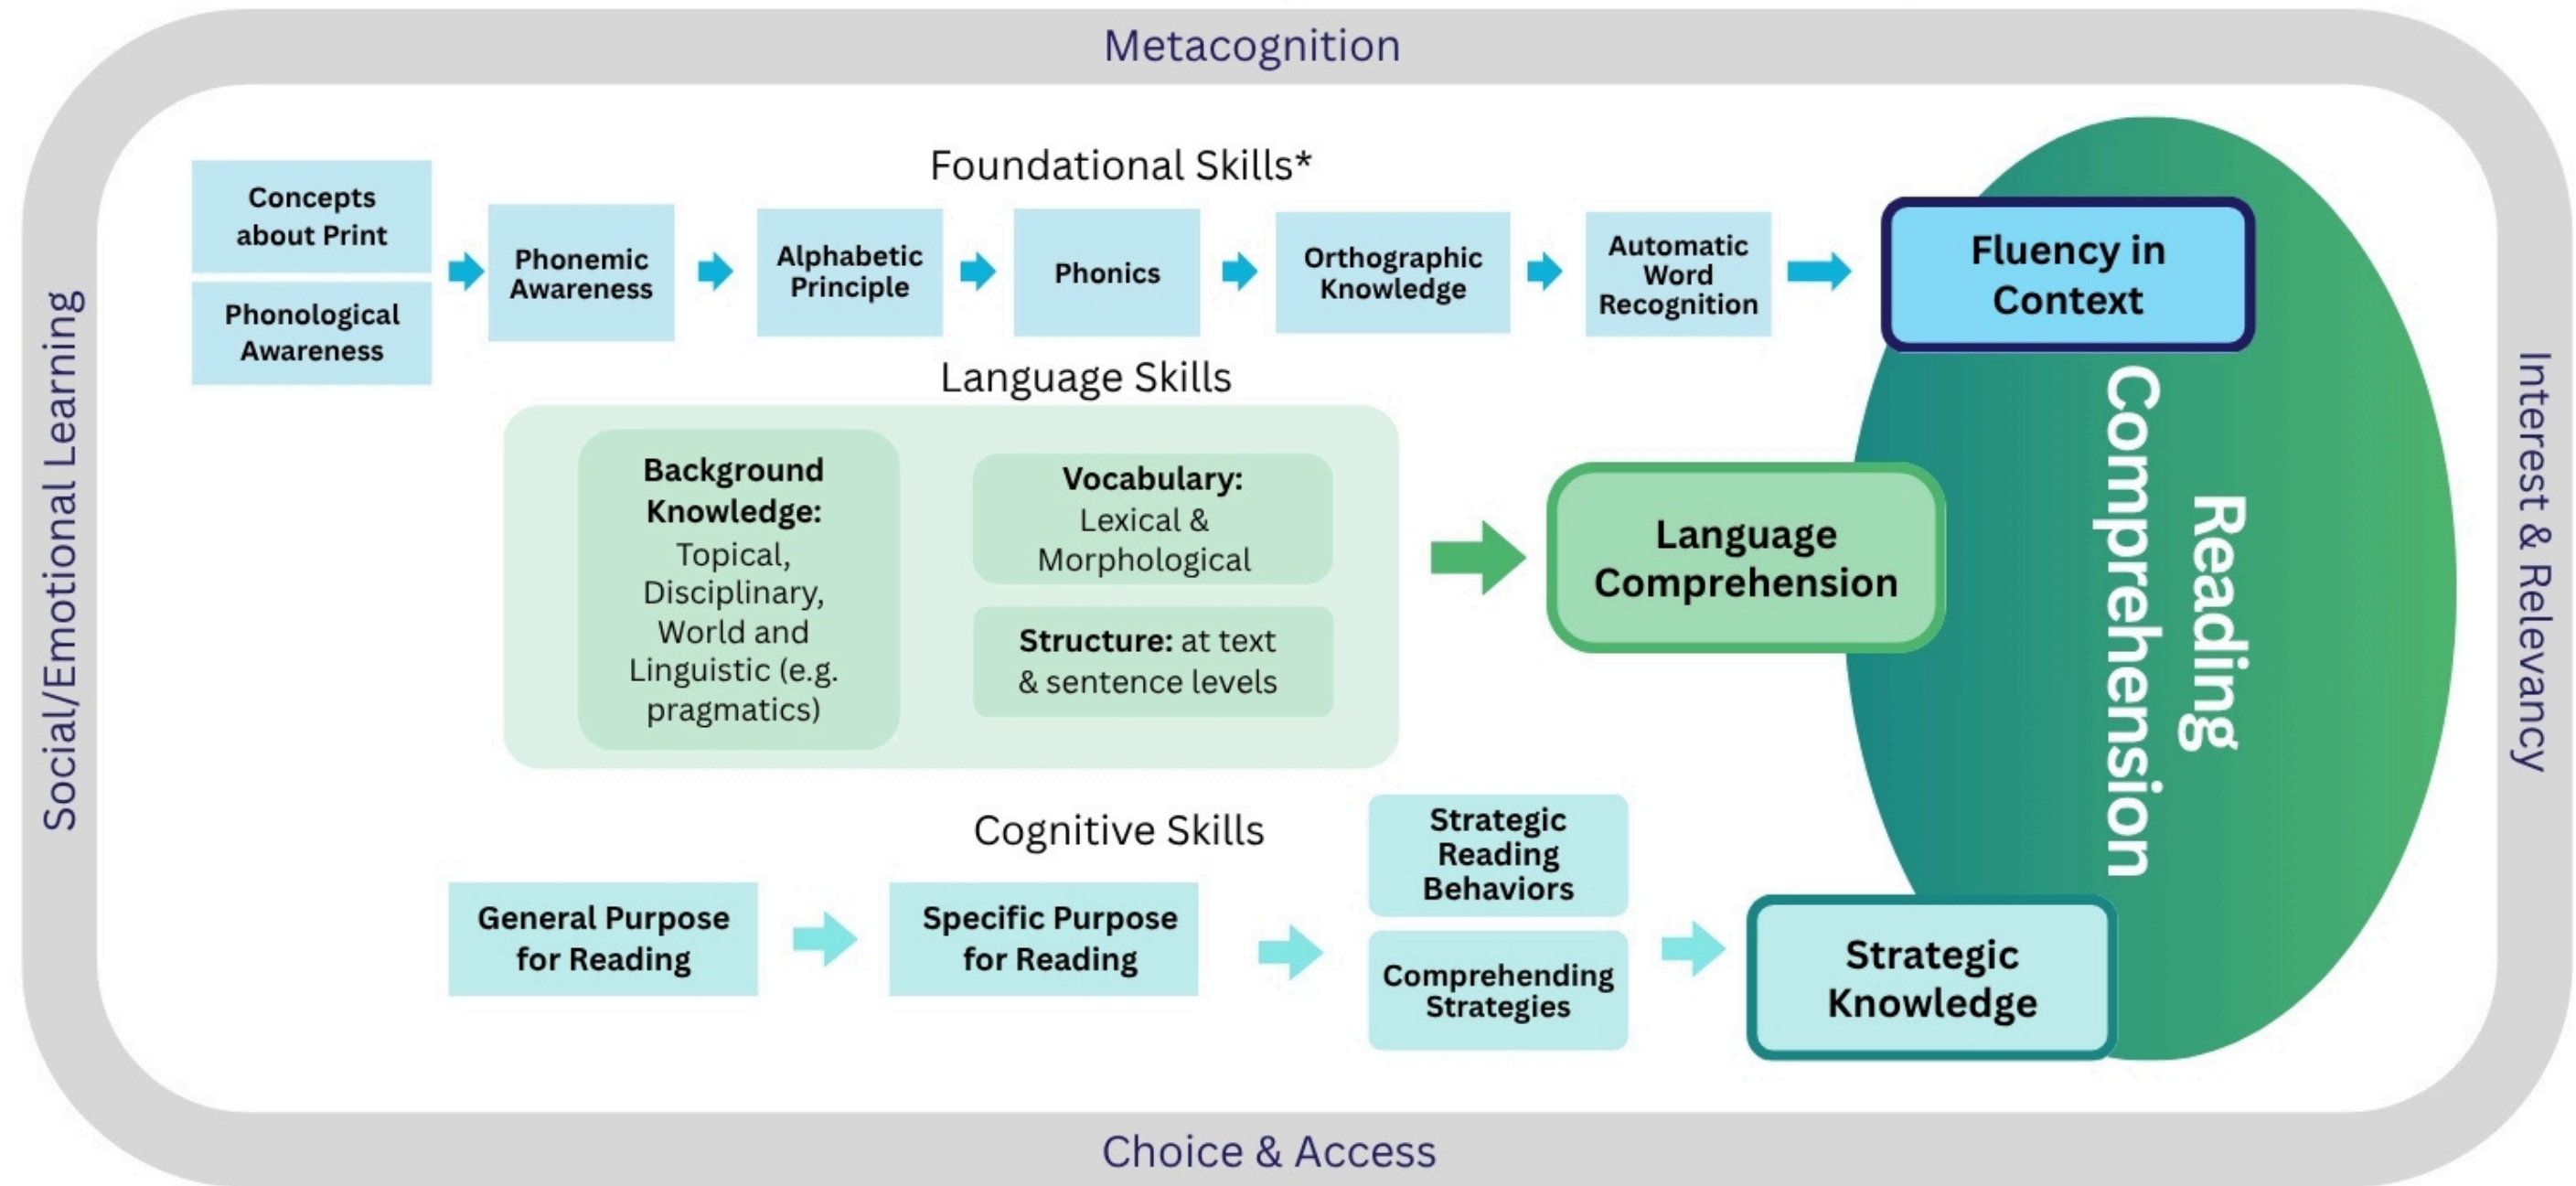 Metacognition
Social/Emotional Learning
Foundational Skills*
Concepts
about Print
Phonological
Awareness
Phonemic
Awareness
Alphabetic
Principle
Phonics
Orthographic
Knowledge
Automatic
Word
Recognition
Fluency in
Context
Language Skills
Background
Knowledge:
Topical,
Disciplinary,
World and
Linguistic (e.g.
pragmatics)
Vocabulary:
Lexical &
Morphological
Structure: at text
& sentence levels
Language
Comprehension
Cognitive Skills
General Purpose
for Reading
Specific Purpose
for Reading
Strategic
Reading
Behaviors
Comprehending
Strategies
Strategic
Knowledge
Reading
Comprehension
Interest & Relevancy
Choice & Access